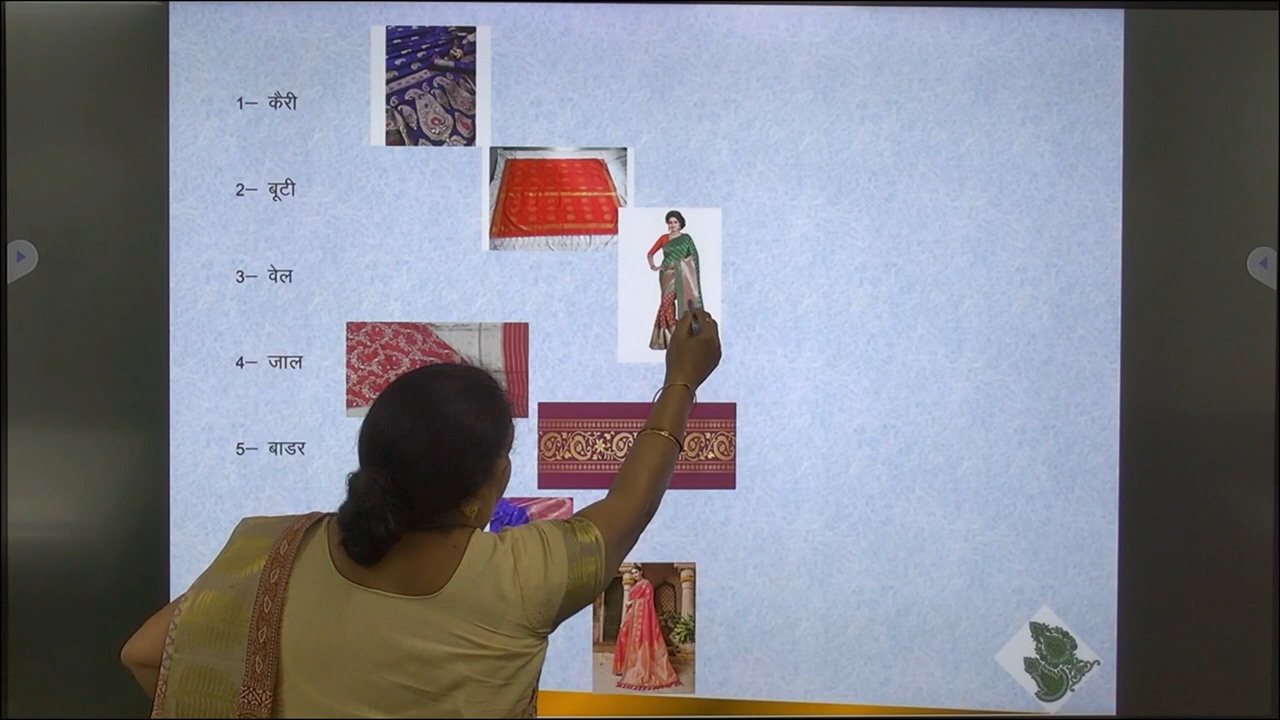 1– कैरी
2– बूटी
3– वेल
4– जाल
5– बाडर